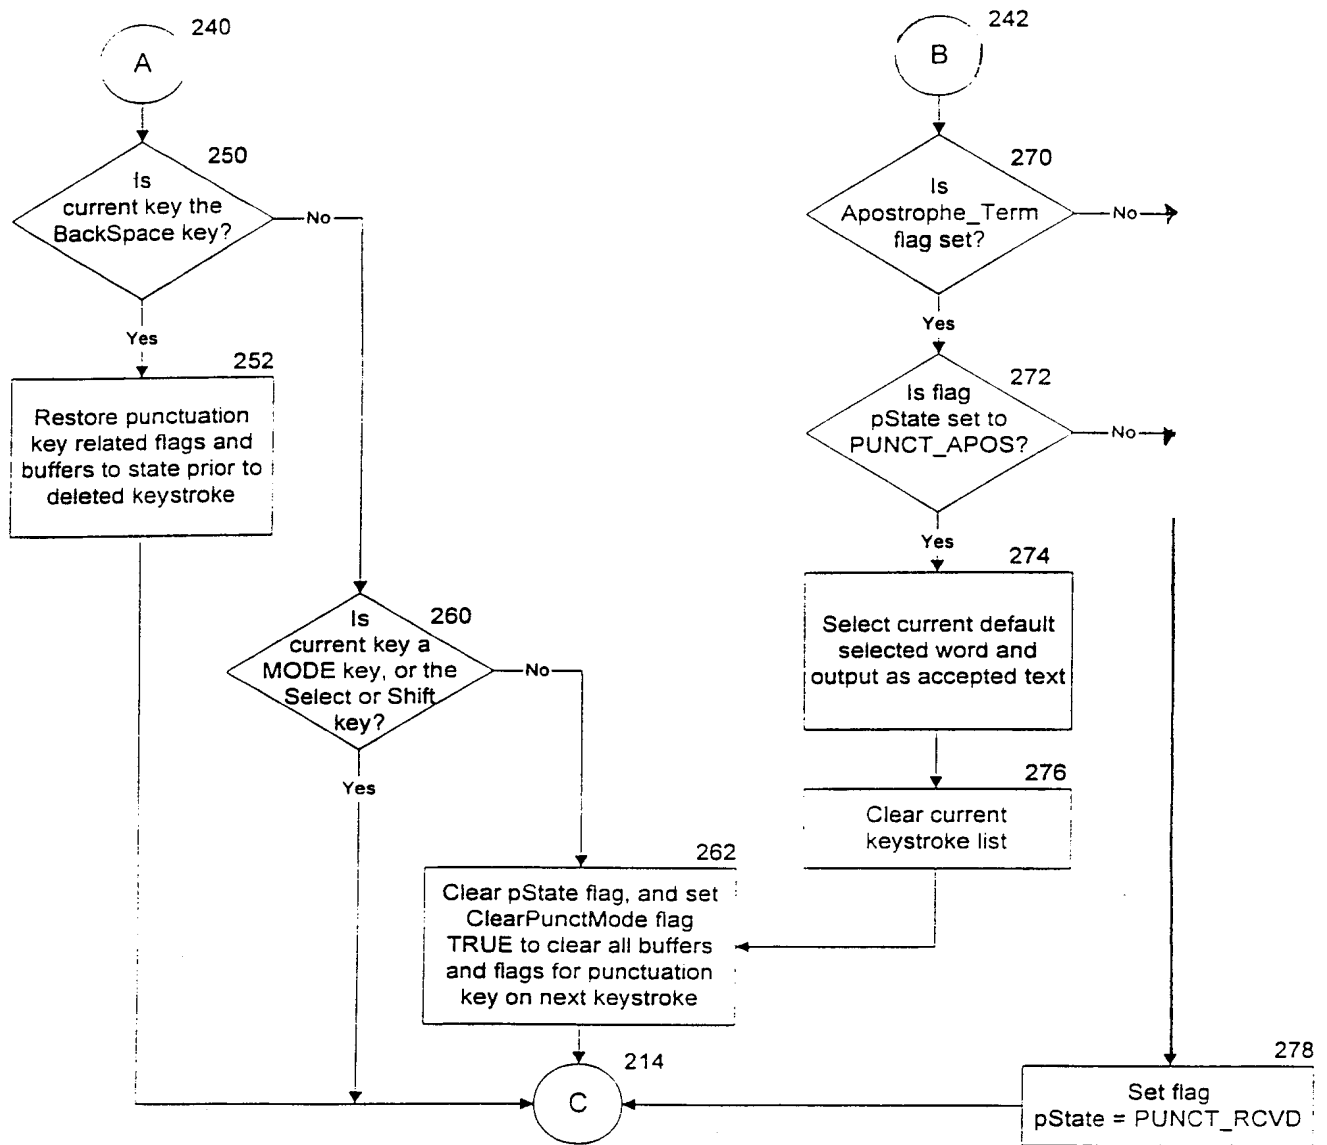 240
A
250
Is
current key the
BackSpace key?
No
Yes
252
Restore punctuation
key related flags and
buffers to state prior to
deleted keystroke
260
Is
current key a
MODE key, or the
Select or Shift
key?
No
Yes
262
Clear pState flag, and set
ClearPunctMode flag
TRUE to clear all buffers
and flags for punctuation
key on next keystroke
242
B
270
Is
Apostrophe_Term
flag set?
No
Yes
272
Is flag
pState set to
PUNCT_APOS?
No
Yes
274
Select current default
selected word and
output as accepted text
276
Clear current
keystroke list
278
Set flag
pState = PUNCT_RCVD
214
C